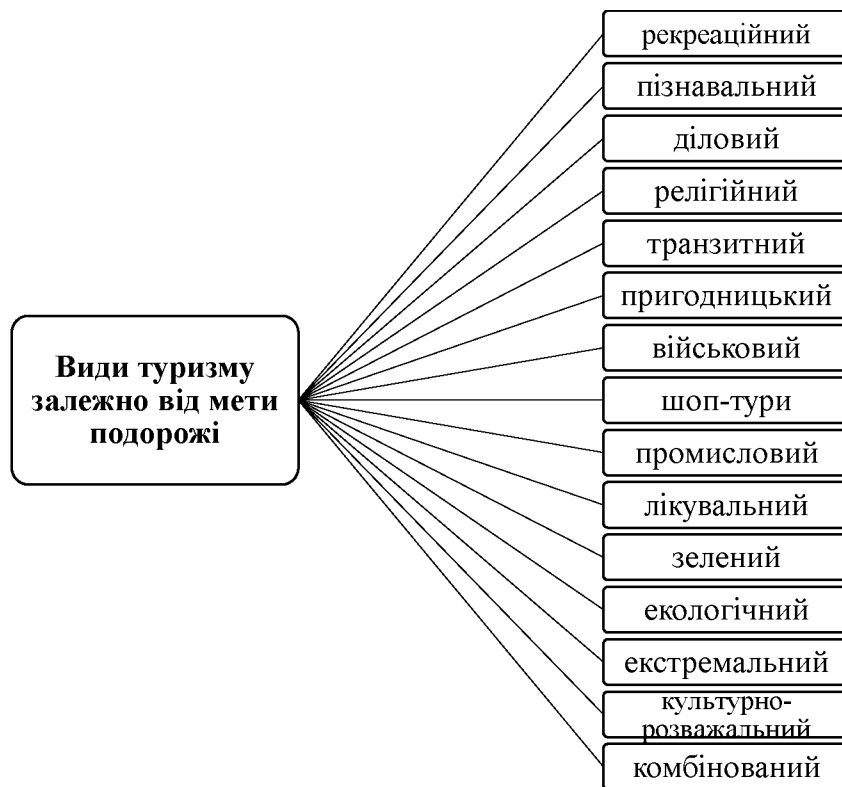 Види туризму
залежно від мети
подорожі
рекреаційний
пізнавальний
діловий
релігійний
транзитний
пригодницький
військовий
шоп-тури
промисловий
лікувальний
зелений
екологічний
екстремальний
культурно-
розважальний
комбінований